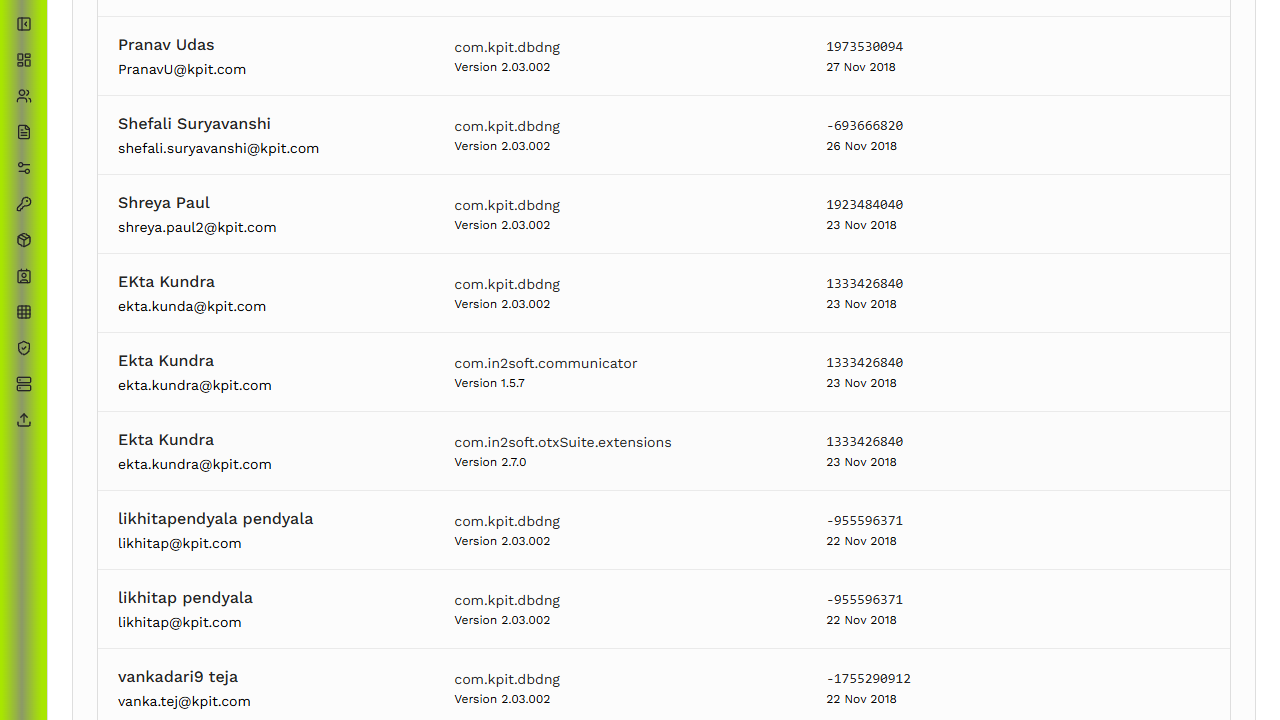 Pranav Udas
PranavU@kpit.com
com.kpit.dbdng
Version 2.03.002
1973530094
27 Nov 2018
Shefali Suryavanshi
shefali.suryavanshi@kpit.com
com.kpit.dbdng
Version 2.03.002
-693666820
26 Nov 2018
Shreya Paul
shreya.paul2@kpit.com
com.kpit.dbdng
Version 2.03.002
1923484040
23 Nov 2018
EKta Kundra
ekta.kunda@kpit.com
com.kpit.dbdng
Version 2.03.002
1333426840
23 Nov 2018
Ekta Kundra
ekta.kundra@kpit.com
com.in2soft.communicator
Version 1.5.7
1333426840
23 Nov 2018
Ekta Kundra
ekta.kundra@kpit.com
com.in2soft.otxSuite.extensions
Version 2.7.0
1333426840
23 Nov 2018
likhitapendyala pendyala
likhitap@kpit.com
com.kpit.dbdng
Version 2.03.002
-955596371
22 Nov 2018
likhitap pendyala
likhitap@kpit.com
com.kpit.dbdng
Version 2.03.002
-955596371
22 Nov 2018
vankadari9 teja
vanka.tej@kpit.com
com.kpit.dbdng
Version 2.03.002
-1755290912
22 Nov 2018